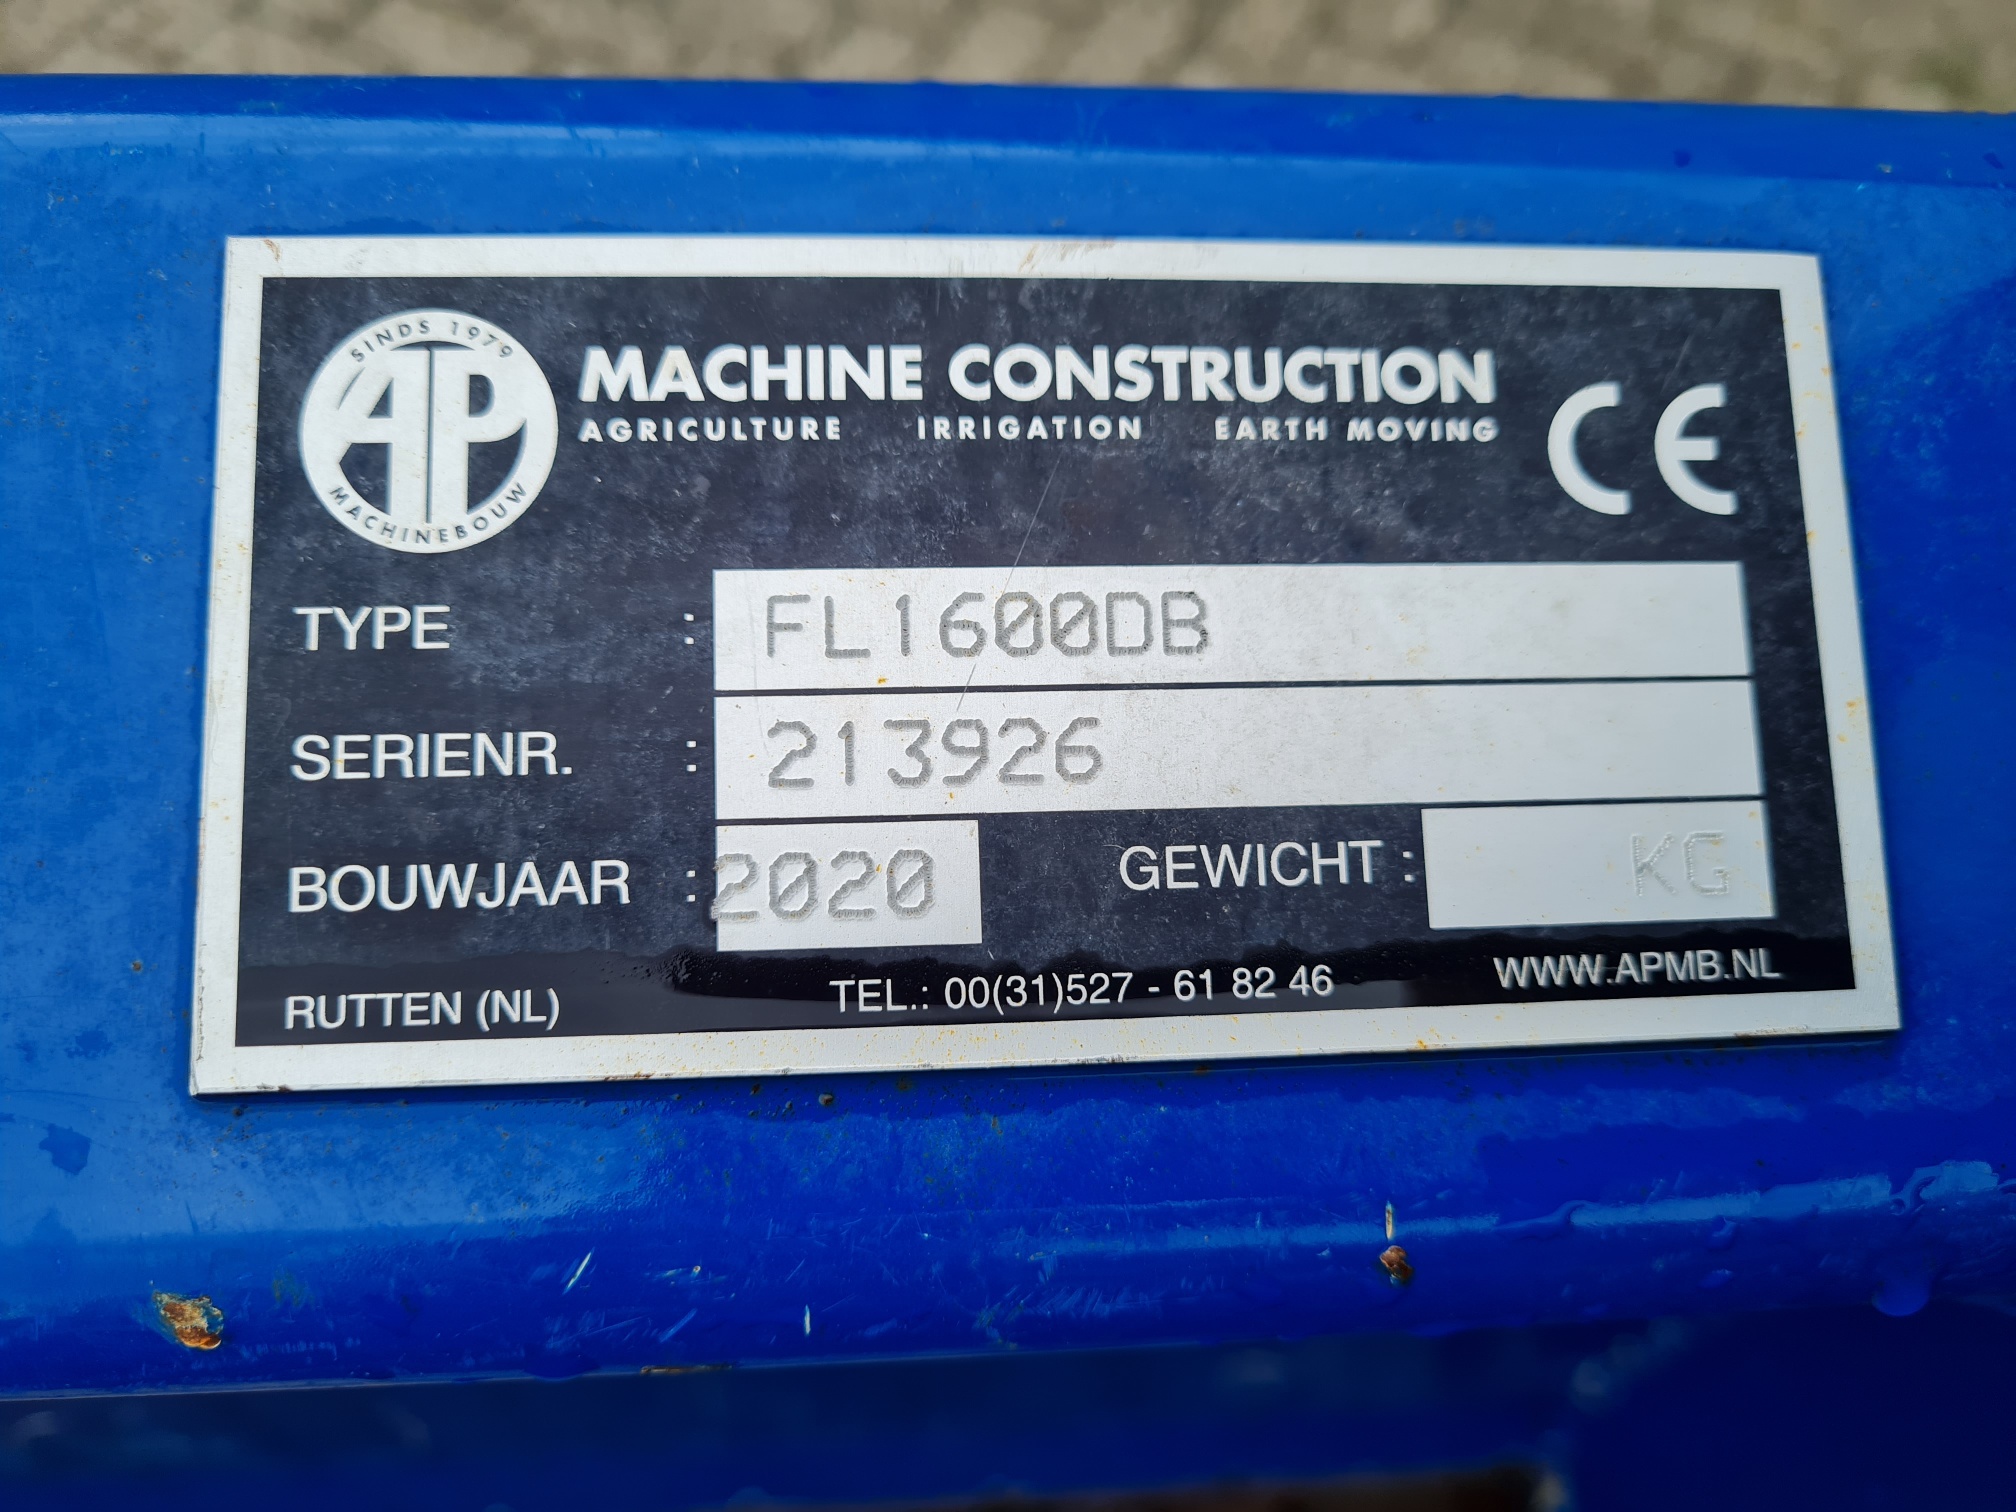 SINDS 1979
AP
MACHINEBOUW
MACHINE CONSTRUCTION
AGRICULTURE IRRIGATION EARTH MOVING
CE
TYPE : FL1600DB
SERIENR. : 213926
BOUWJAAR : 2020 GEWICHT : KG
RUTTEN (NL) TEL.: 00(31)527 - 61 82 46 WWW.APMB.NL